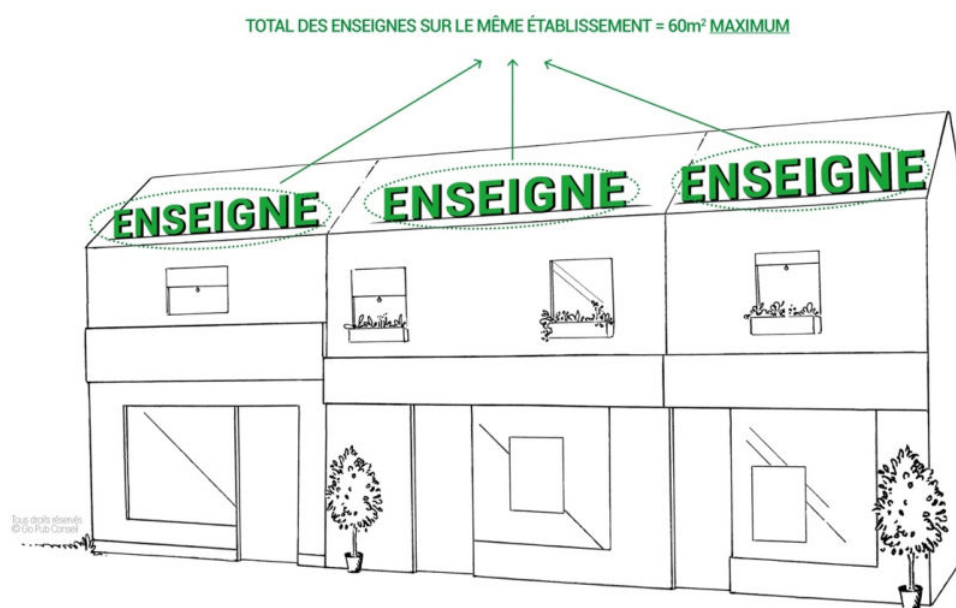 TOTAL DES ENSEIGNES SUR LE MÊME ÉTABLISSEMENT = 60m² MAXIMUM
ENSEIGNE
ENSEIGNE
ENSEIGNE
Tous droits réservés
© Go Pub Conseil